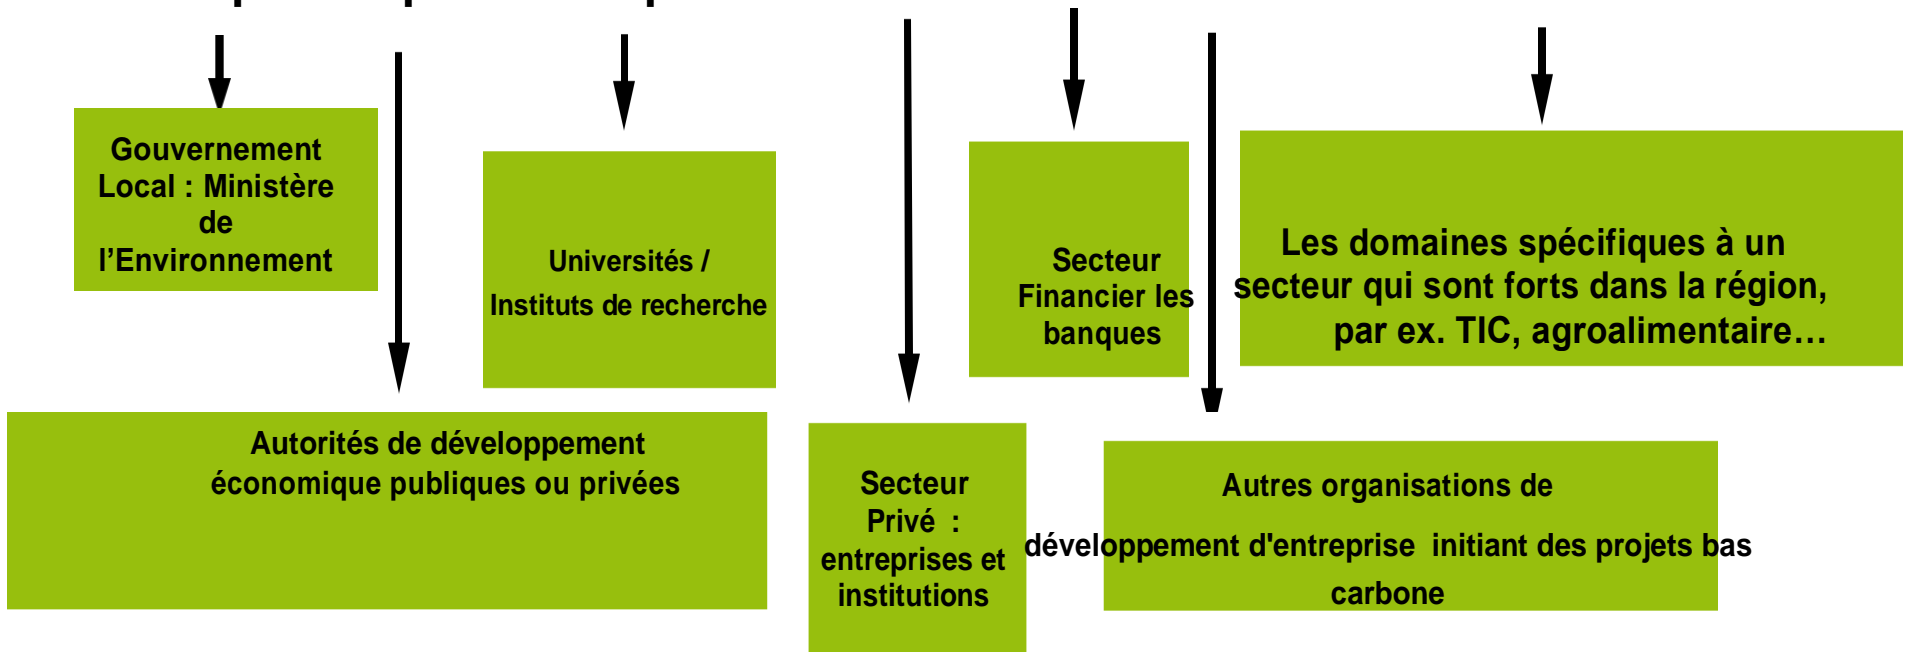 Gouvernement
Local : Ministère
de
l’Environnement
Universités /
Instituts de recherche
Secteur
Financier les
banques
Les domaines spécifiques à un
secteur qui sont forts dans la région,
par ex. TIC, agroalimentaire…
Autorités de développement
économique publiques ou privées
Secteur
Privé :
entreprises et
institutions
Autres organisations de
développement d'entreprise initiant des projets bas
carbone